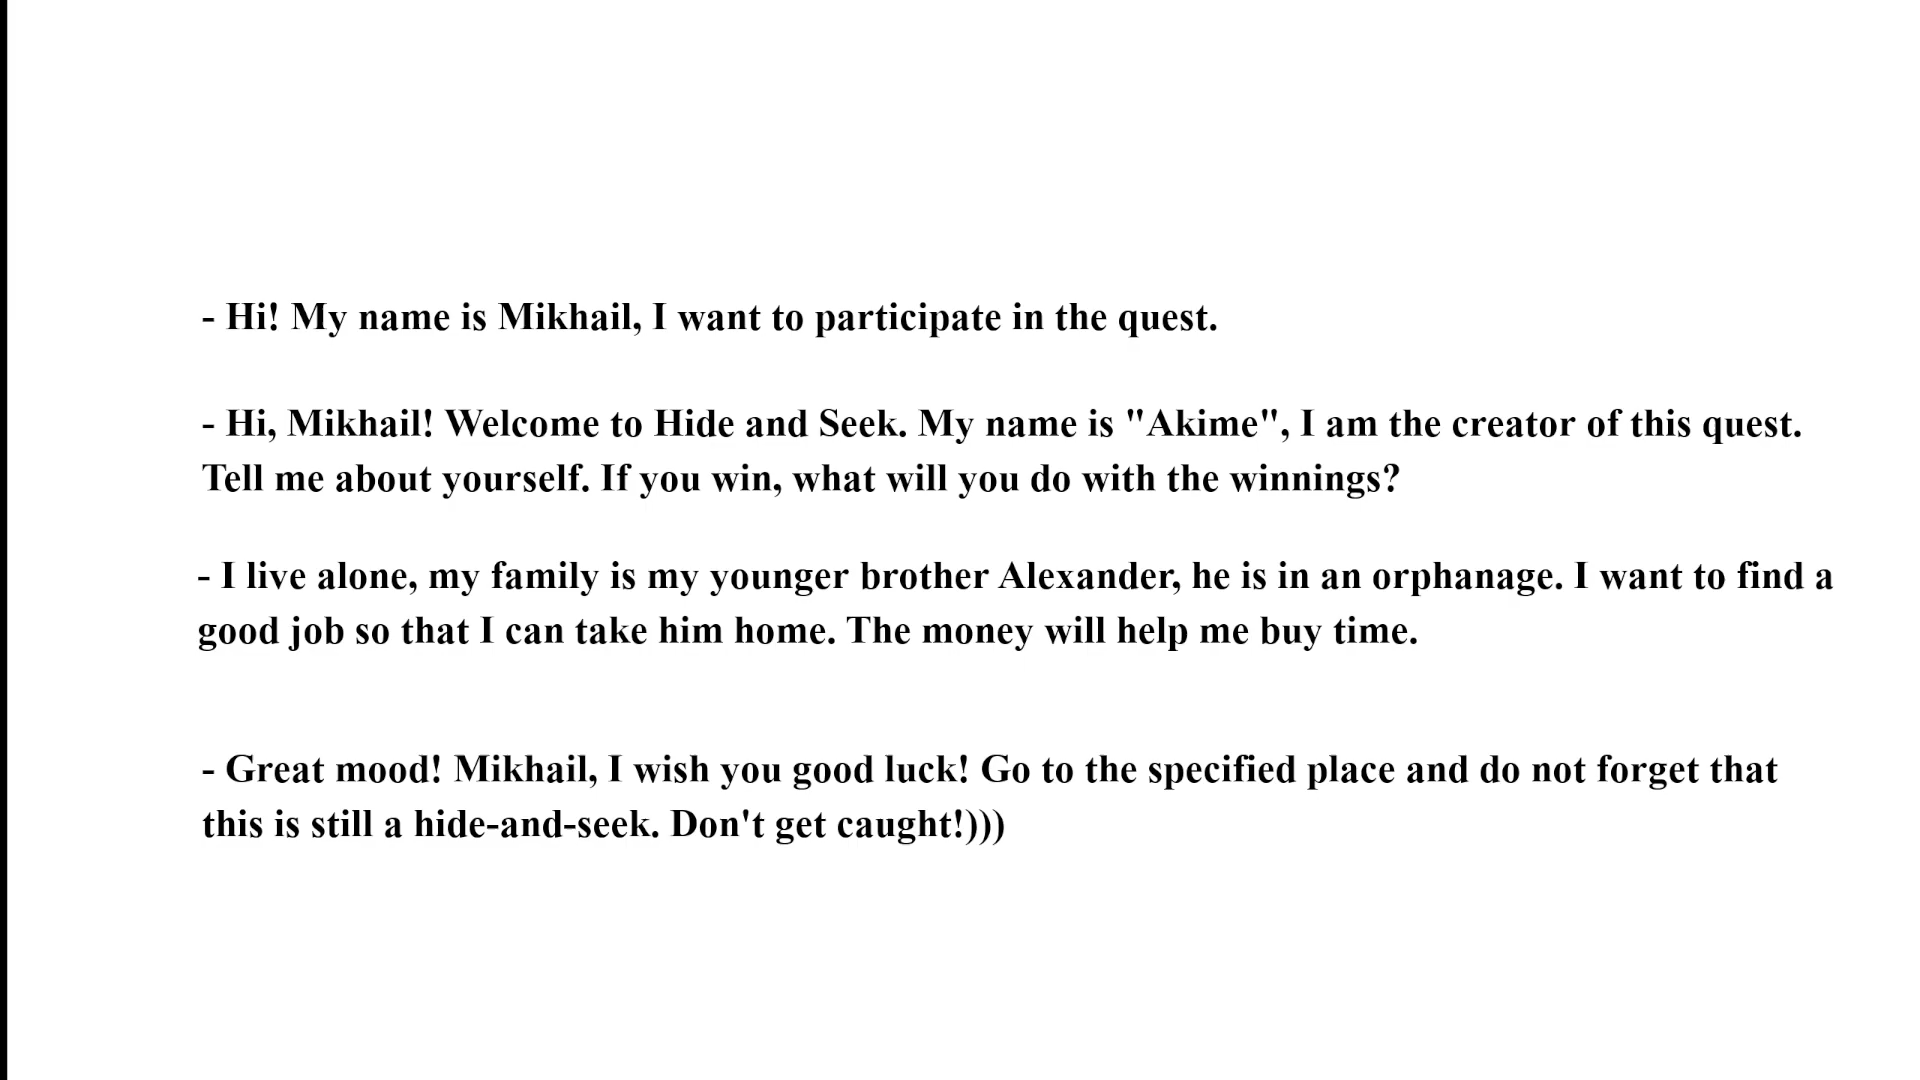 - Hi! My name is Mikhail, I want to participate in the quest.
- Hi, Mikhail! Welcome to Hide and Seek. My name is "Akime", I am the creator of this quest.
Tell me about yourself. If you win, what will you do with the winnings?
- I live alone, my family is my younger brother Alexander, he is in an orphanage. I want to find a
good job so that I can take him home. The money will help me buy time.
- Great mood! Mikhail, I wish you good luck! Go to the specified place and do not forget that
this is still a hide-and-seek. Don't get caught!)))